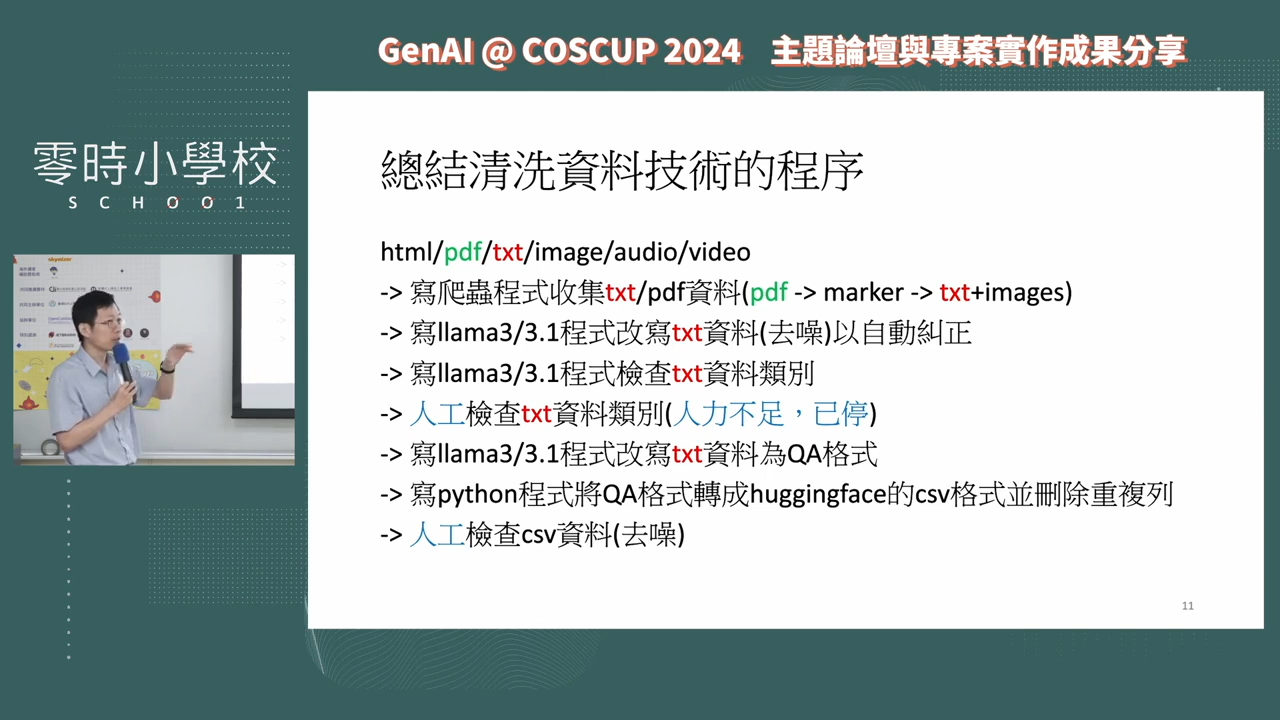 GenAI @ COSCUP 2024 主題論壇與專案實作成果分享
零時小學校
SCHOO1
skymizer
總結清洗資料技術的程序
html/pdf/txt/image/audio/video
-> 寫爬蟲程式收集txt/pdf資料(pdf -> marker -> txt+images)
-> 寫llama3/3.1程式改寫txt資料(去噪)以自動糾正
-> 寫llama3/3.1程式檢查txt資料類別
-> 人工檢查txt資料類別(人力不足，已停)
-> 寫llama3/3.1程式改寫txt資料為QA格式
-> 寫python程式將QA格式轉成huggingface的csv格式並刪除重複列
-> 人工檢查csv資料(去噪)
11